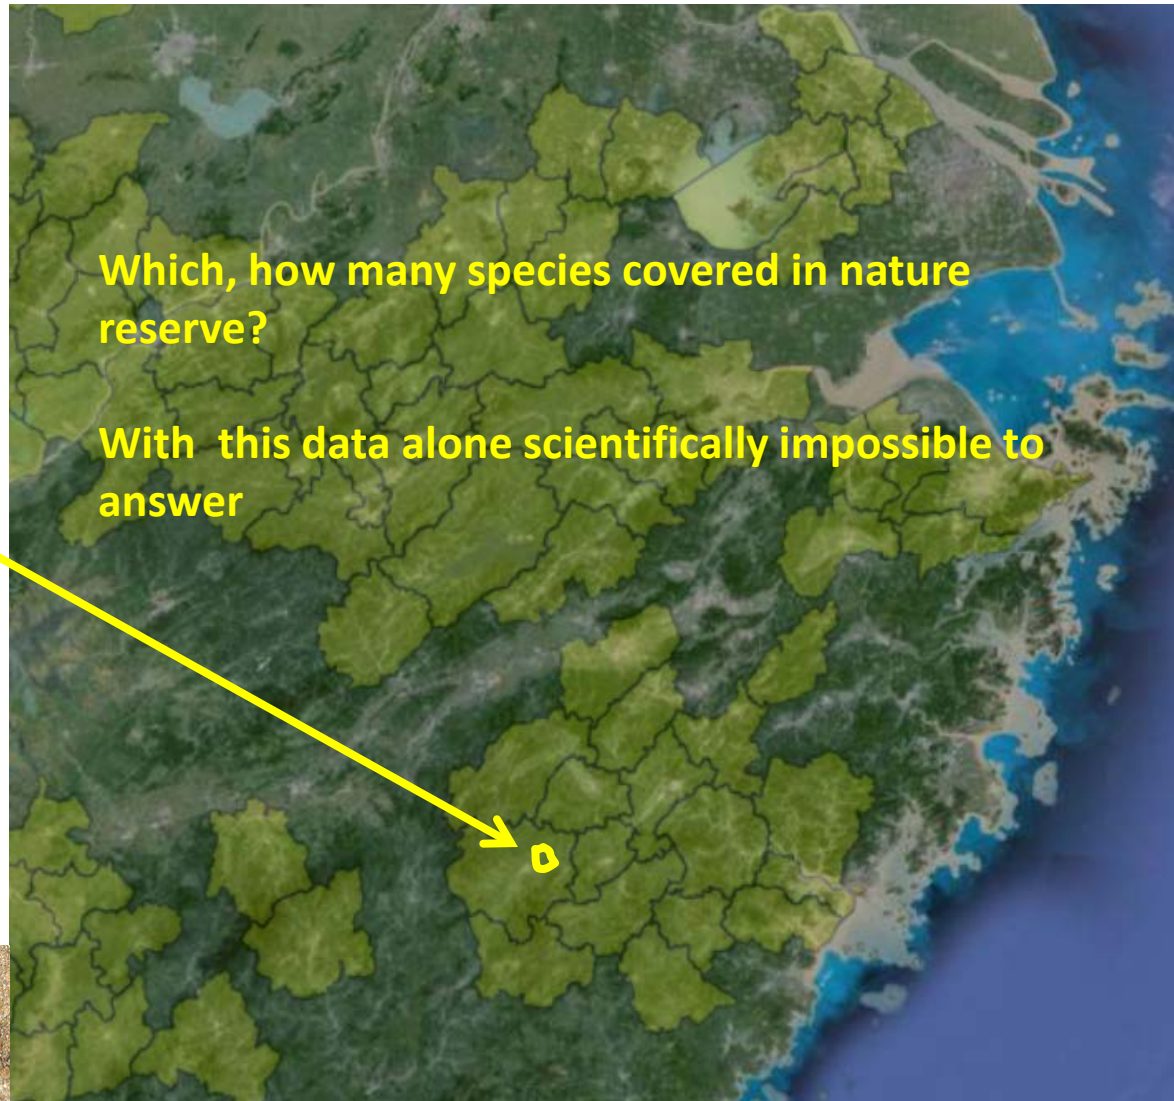 Which, how many species covered in nature
reserve?
With this data alone scientifically impossible to
answer